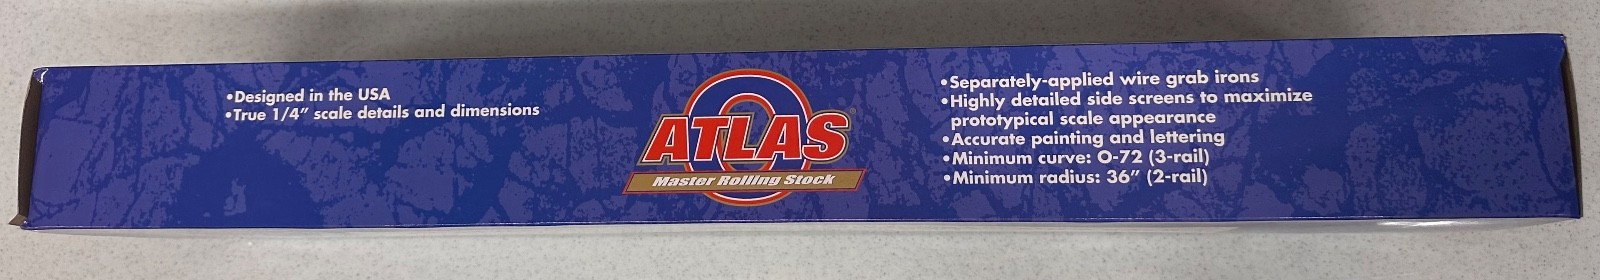 •Designed in the USA
•True 1/4" scale details and dimensions
O
ATLAS
Master Rolling Stock
•Separately-applied wire grab irons
•Highly detailed side screens to maximize
prototypical scale appearance
•Accurate painting and lettering
•Minimum curve: O-72 (3-rail)
•Minimum radius: 36" (2-rail)